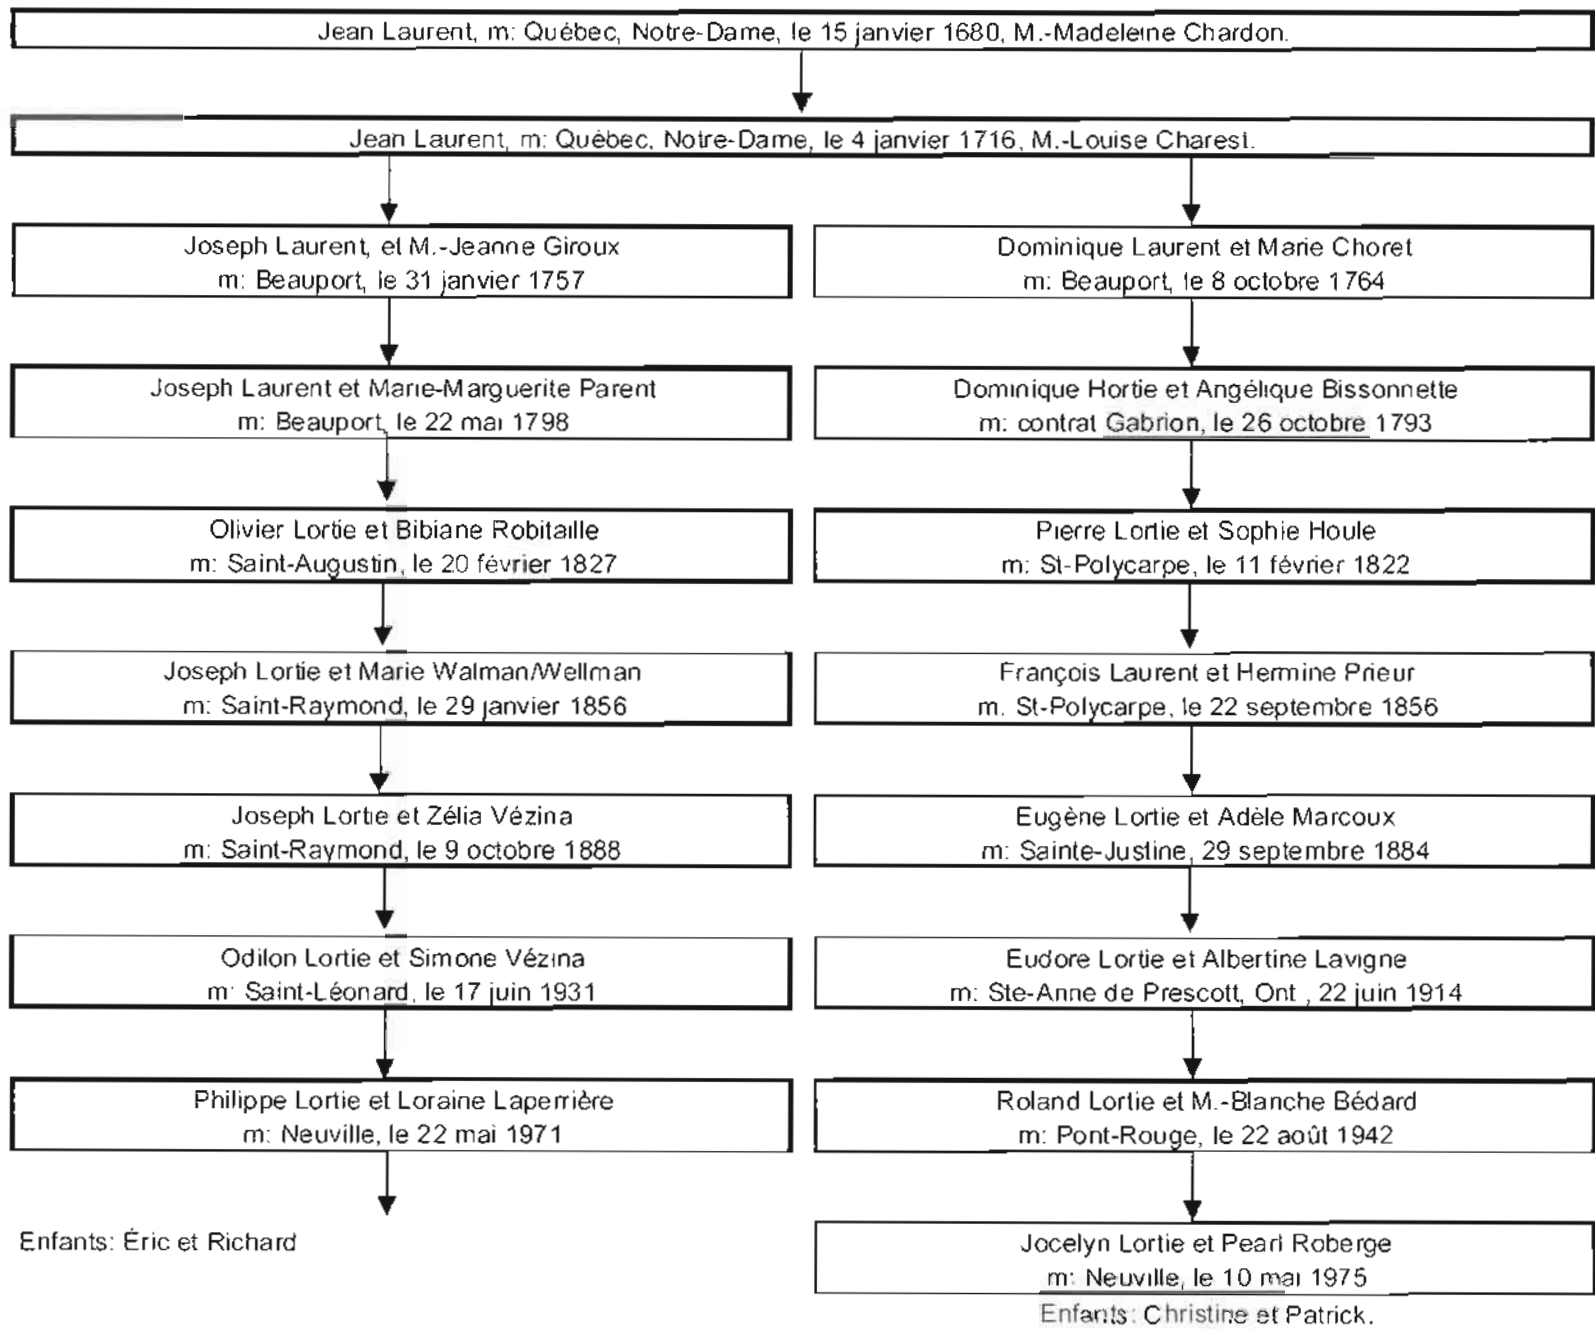 Jean Laurent, m: Québec, Notre-Dame, le 15 janvier 1680, M.-Madeleine Chardon.
Jean Laurent, m: Québec, Notre-Dame, le 4 janvier 1716, M.-Louise Charest.
Joseph Laurent, et M.-Jeanne Giroux
m: Beauport, le 31 janvier 1757
Joseph Laurent et Marie-Marguerite Parent
m: Beauport, le 22 mai 1798
Olivier Lortie et Bibiane Robitaille
m: Saint-Augustin, le 20 février 1827
Joseph Lortie et Marie Walman/Wellman
m: Saint-Raymond, le 29 janvier 1856
Joseph Lortie et Zélia Vézina
m: Saint-Raymond, le 9 octobre 1888
Odilon Lortie et Simone Vézina
m: Saint-Léonard, le 17 juin 1931
Philippe Lortie et Loraine Laperrière
m: Neuville, le 22 mai 1971
Enfants: Éric et Richard
Dominique Laurent et Marie Choret
m: Beauport, le 8 octobre 1764
Dominique Hortie et Angélique Bissonnette
m: contrat Gabrion, le 26 octobre 1793
Pierre Lortie et Sophie Houle
m: St-Polycarpe, le 11 février 1822
François Laurent et Hermine Prieur
m. St-Polycarpe, le 22 septembre 1856
Eugène Lortie et Adèle Marcoux
m: Sainte-Justine, 29 septembre 1884
Eudore Lortie et Albertine Lavigne
m: Ste-Anne de Prescott, Ont , 22 juin 1914
Roland Lortie et M.-Blanche Bédard
m: Pont-Rouge, le 22 août 1942
Jocelyn Lortie et Pearl Roberge
m: Neuville, le 10 mai 1975
Enfants: Christine et Patrick.